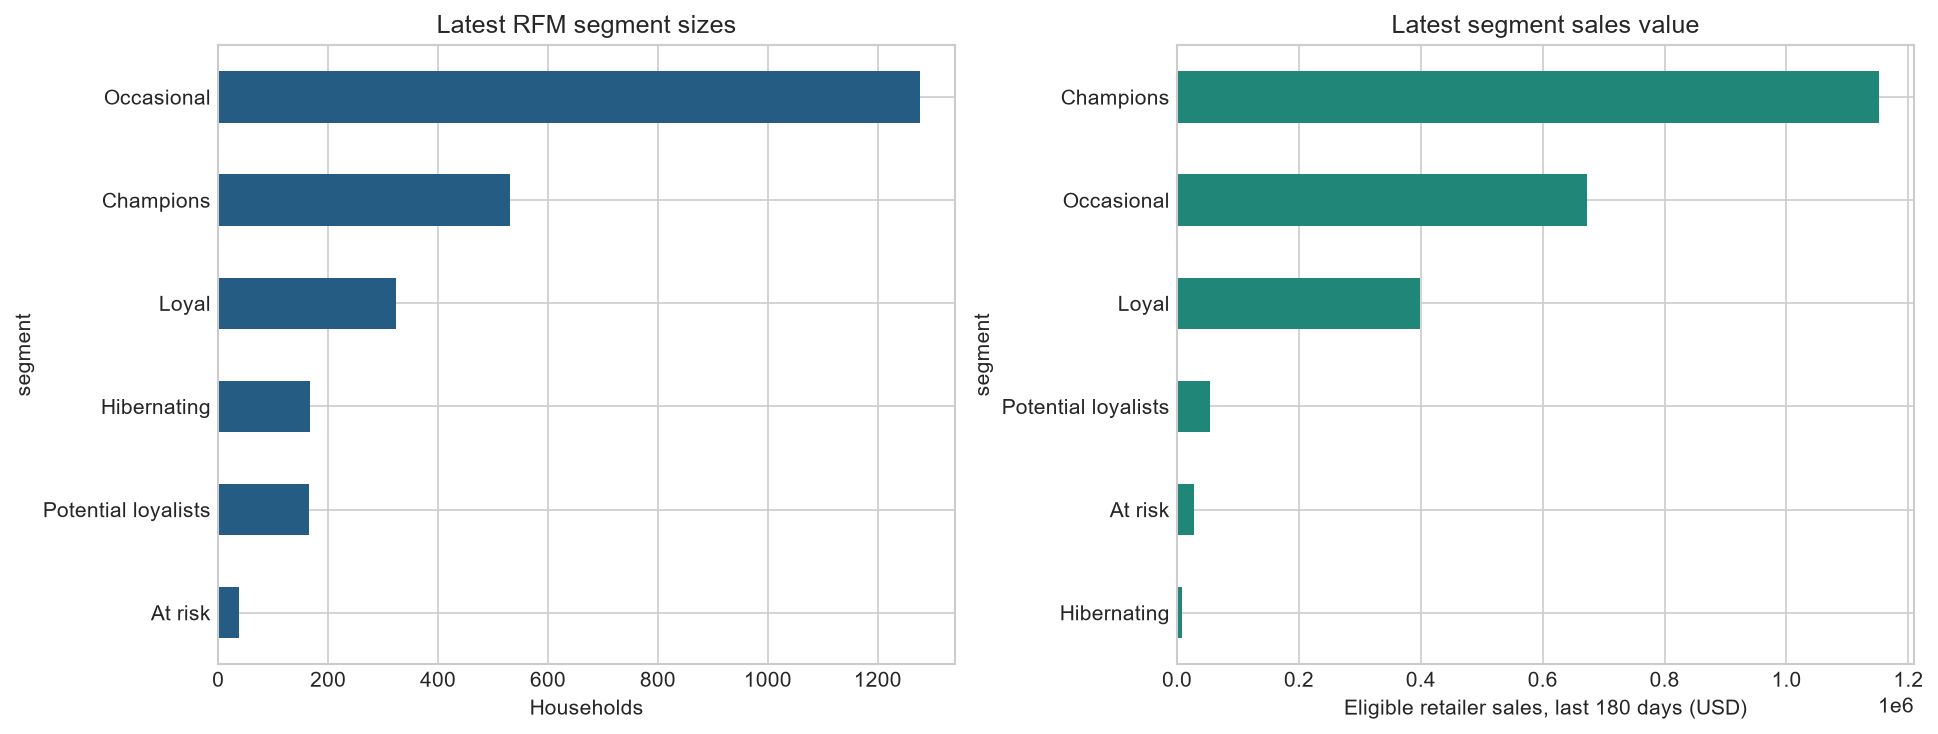 Latest RFM segment sizes
segment
Occasional
Champions
Loyal
Hibernating
Potential loyalists
At risk
0 200 400 600 800 1000 1200
Households
Latest segment sales value
segment
Champions
Occasional
Loyal
Potential loyalists
At risk
Hibernating
0.0 0.2 0.4 0.6 0.8 1.0 1.2
1e6
Eligible retailer sales, last 180 days (USD)